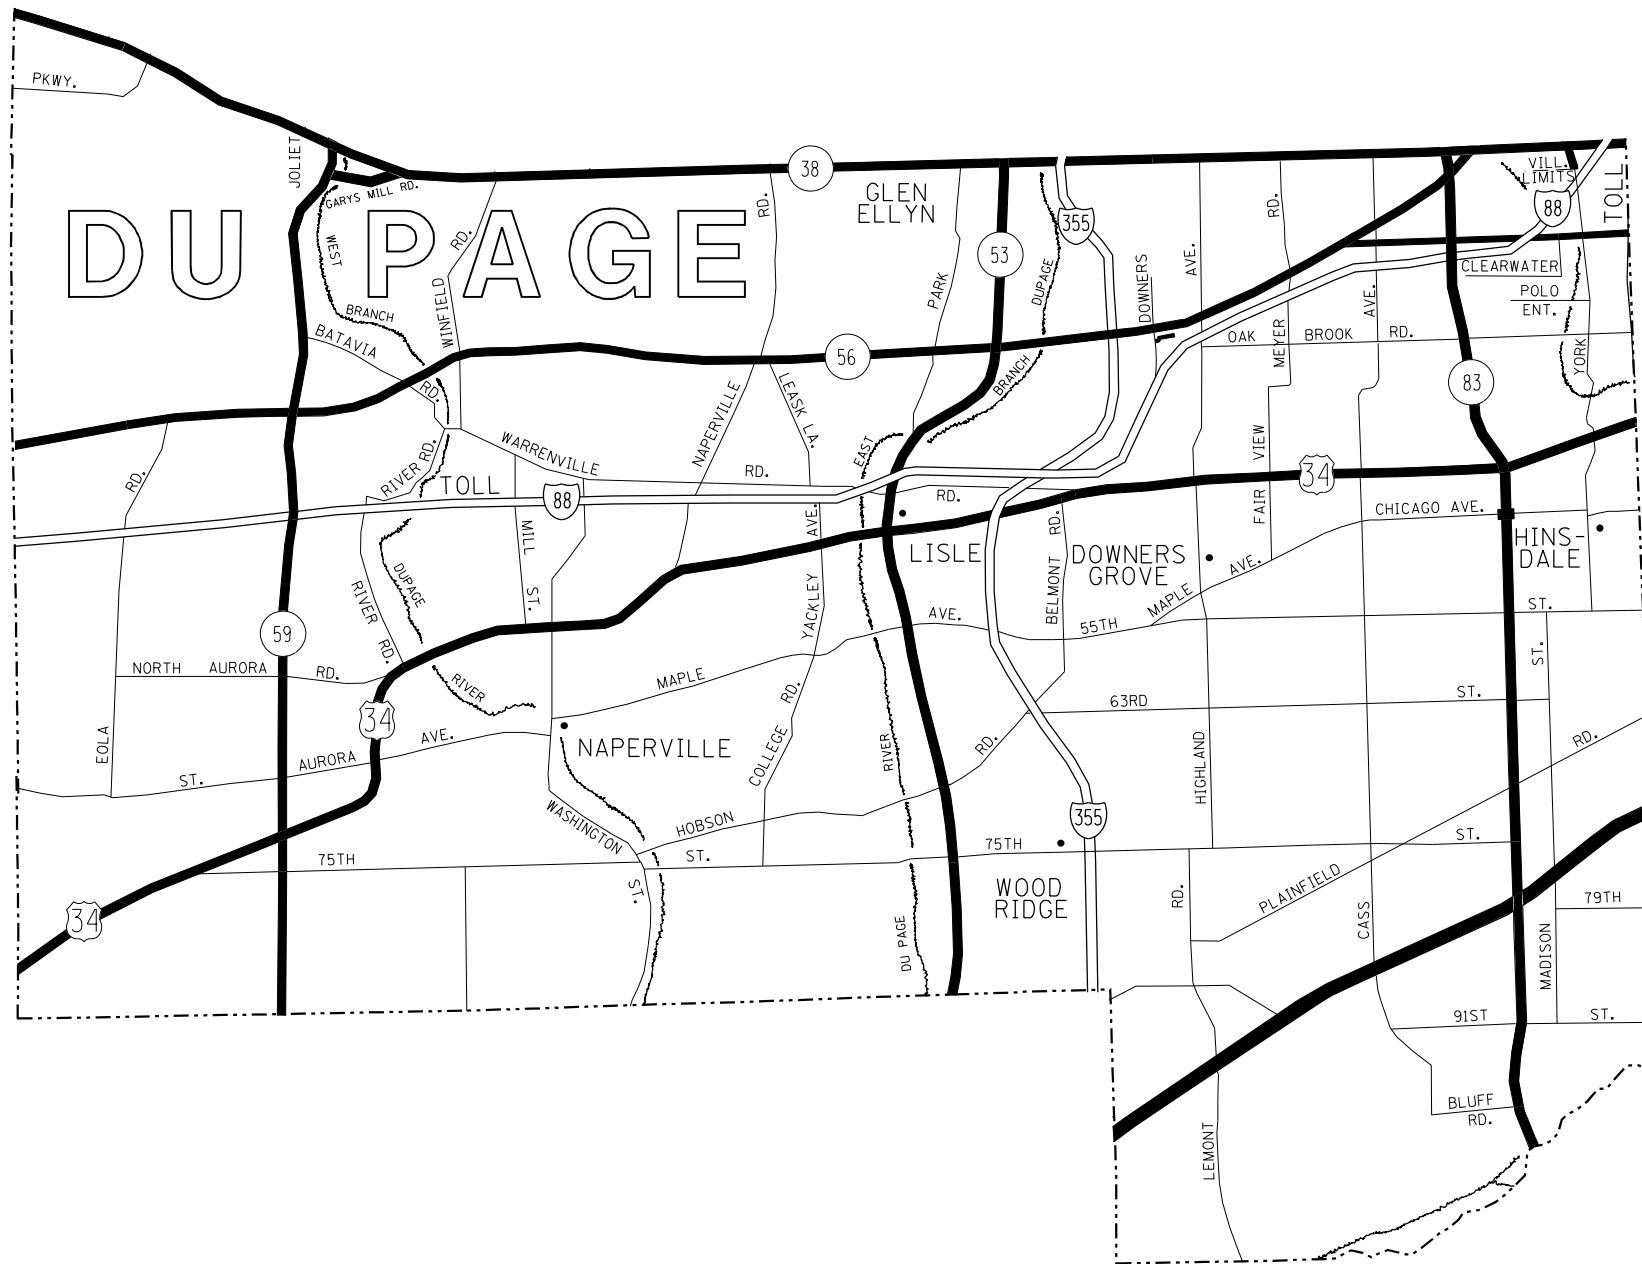 PKWY.
JOLIET
GARYS MILL RD.
38
GLEN
ELLYN
RD.
DU PAGE
WEST
BRANCH
BATAVIA
RD.
WINFIELD
RD.
53
355
DUPAGE
BRANCH
PARK
DOWNERS
AVE.
RD.
MEYER
AVE.
VILL.
LIMITS
88
TOLL
CLEARWATER
POLO
ENT.
YORK
OAK BROOK RD.
56
83
NAPERVILLE
LEASK LA.
EAST
RD.
RIVER RD.
WARRENVILLE
RD.
TOLL
88
RD.
34
FAIR VIEW
CHICAGO AVE.
HINS-
DALE
MILL
ST.
AVE.
YACKLEY
LISLE
BELMONT RD.
DOWNERS
GROVE
MAPLE AVE.
DUPAGE
RIVER RD.
RIVER
59
NORTH AURORA RD.
34
EOLA
ST.
AURORA AVE.
MAPLE
AVE.
55TH
ST.
ST.
63RD
ST.
NAPERVILLE
COLLEGE RD.
RIVER
RD.
HIGHLAND
RD.
WASHINGTON
ST.
HOBSON
355
75TH
ST.
75TH
ST.
34
WOOD
RIDGE
DU PAGE
RD.
PLAINFIELD
CASS
79TH
MADISON
91ST
ST.
BLUFF
RD.
LEMONT